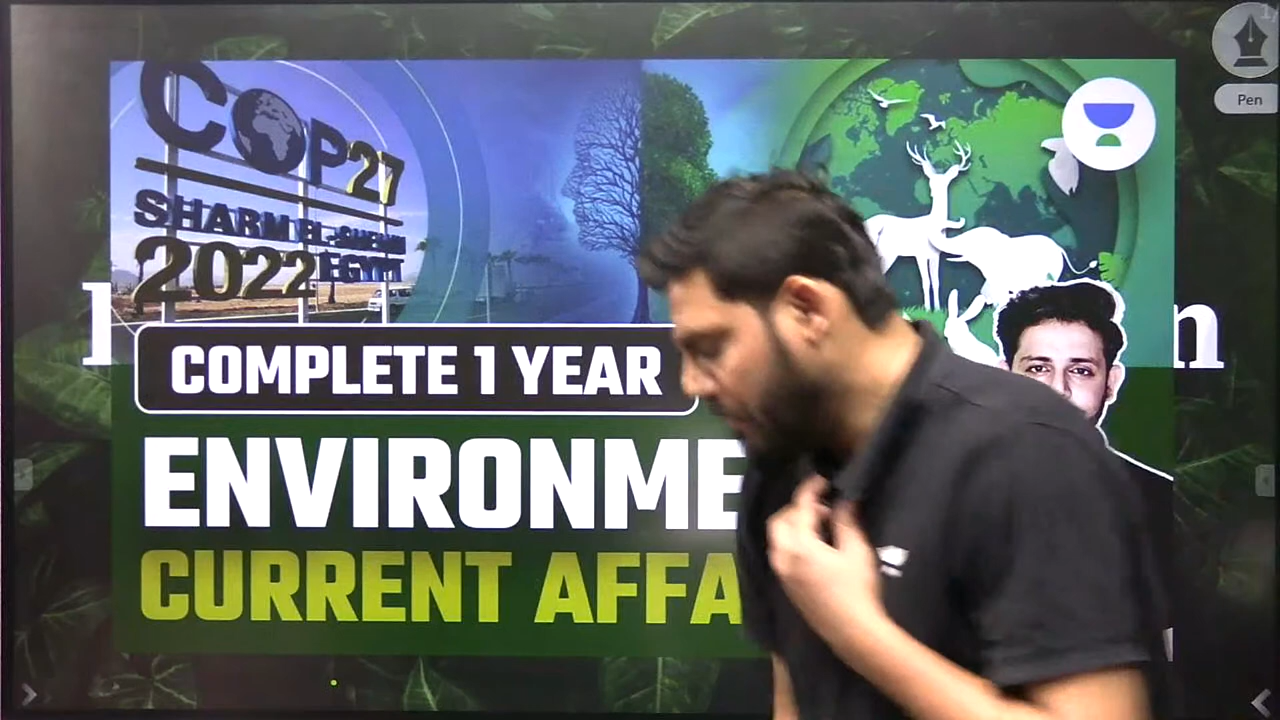 COP27
SHARM EL-SHEIKH
2022 EGYPT
COMPLETE 1 YEAR
ENVIRONME
CURRENT AFFA
n
Pen